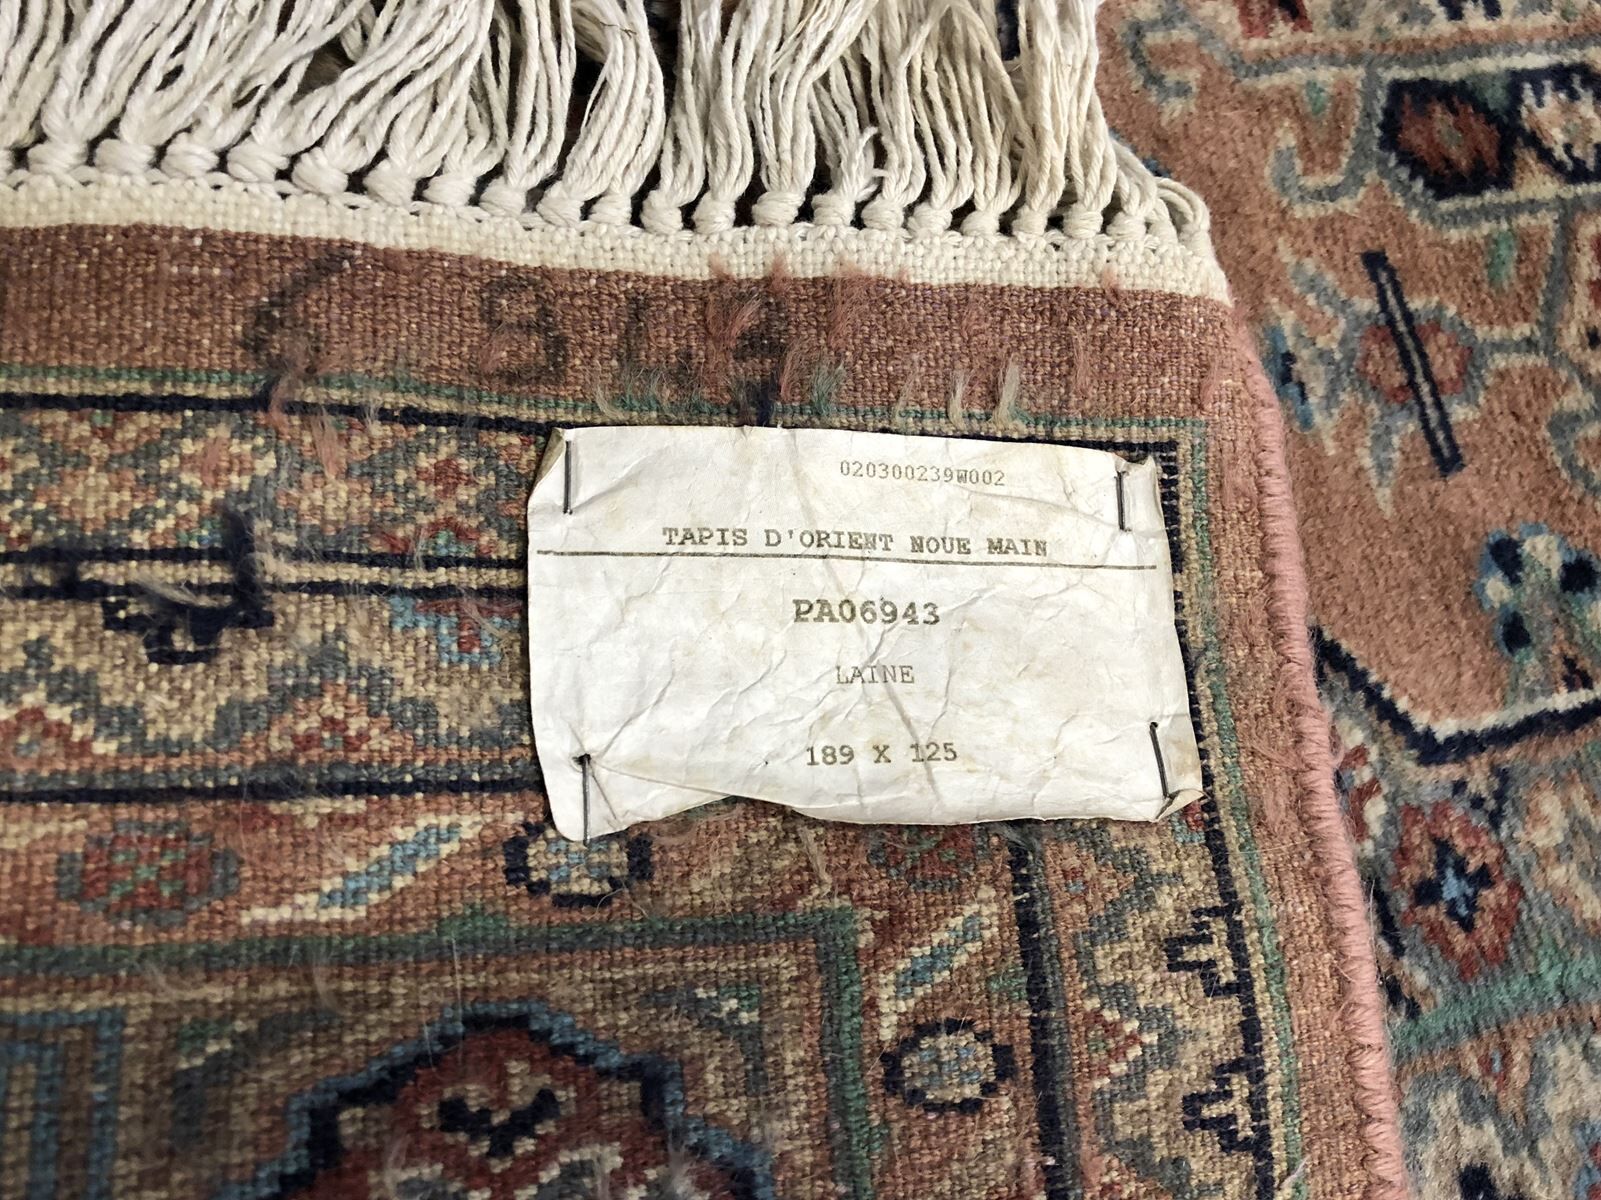 020300239W002
TAPIS D'ORIENT NOUE MAIN
PA06943
LAINE
189 X 125